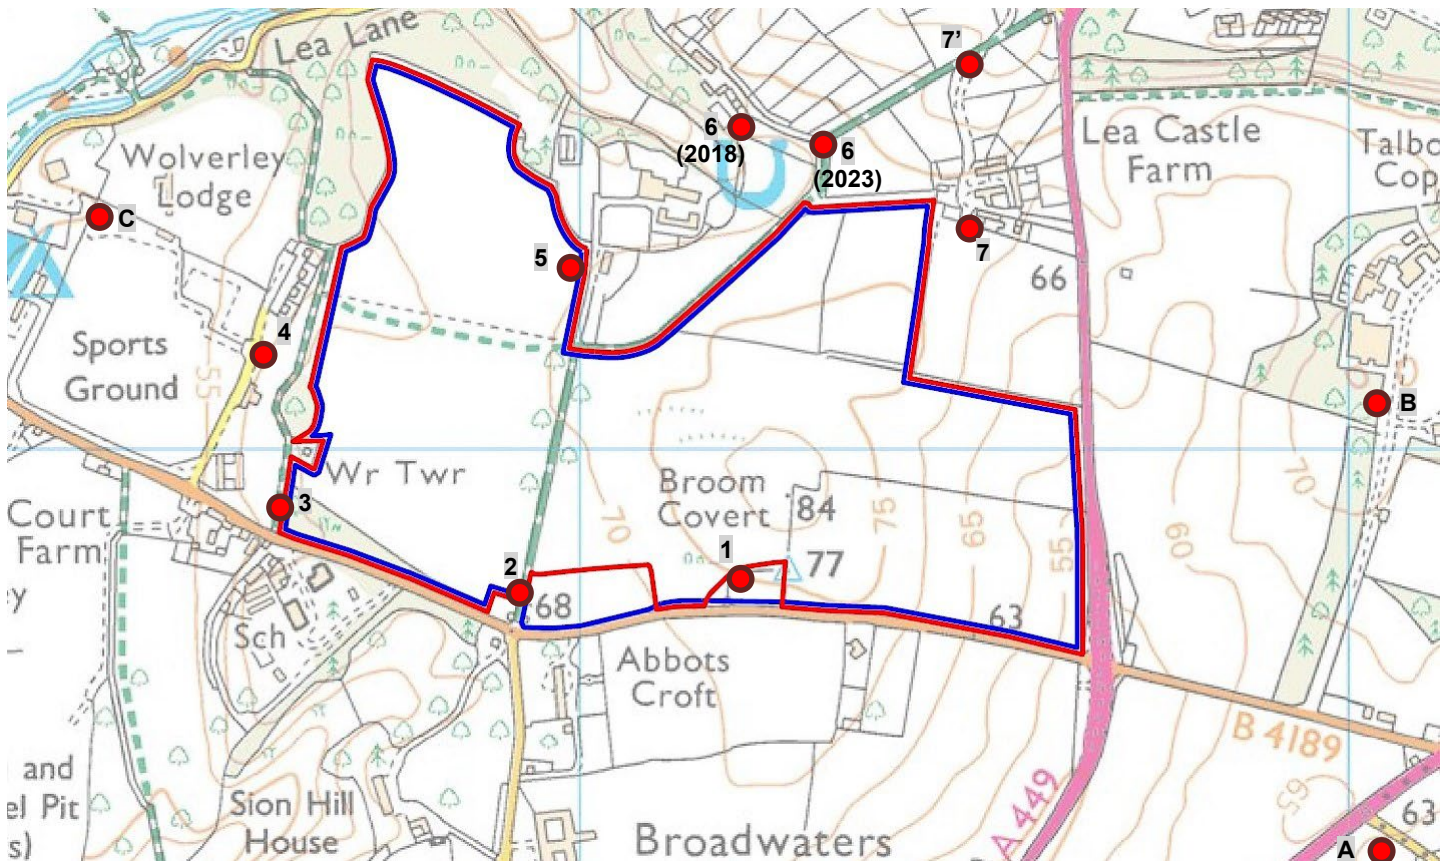 Lea Lane
7'
6
(2018)
6
(2023)
Wolverley
Lodge
Lea Castle
Farm
Talbo
Cop
C
5
7
66
4
Sports
Ground
55
B
70
Wr Twr
Broom
Covert
84
75
65
55
60
70
3
Court
Farm
y
1
77
2
68
63
Sch
Abbots
Croft
B 4189
and
el Pit
s)
Sion Hill
House
Broadwaters
A 449
65
63
A